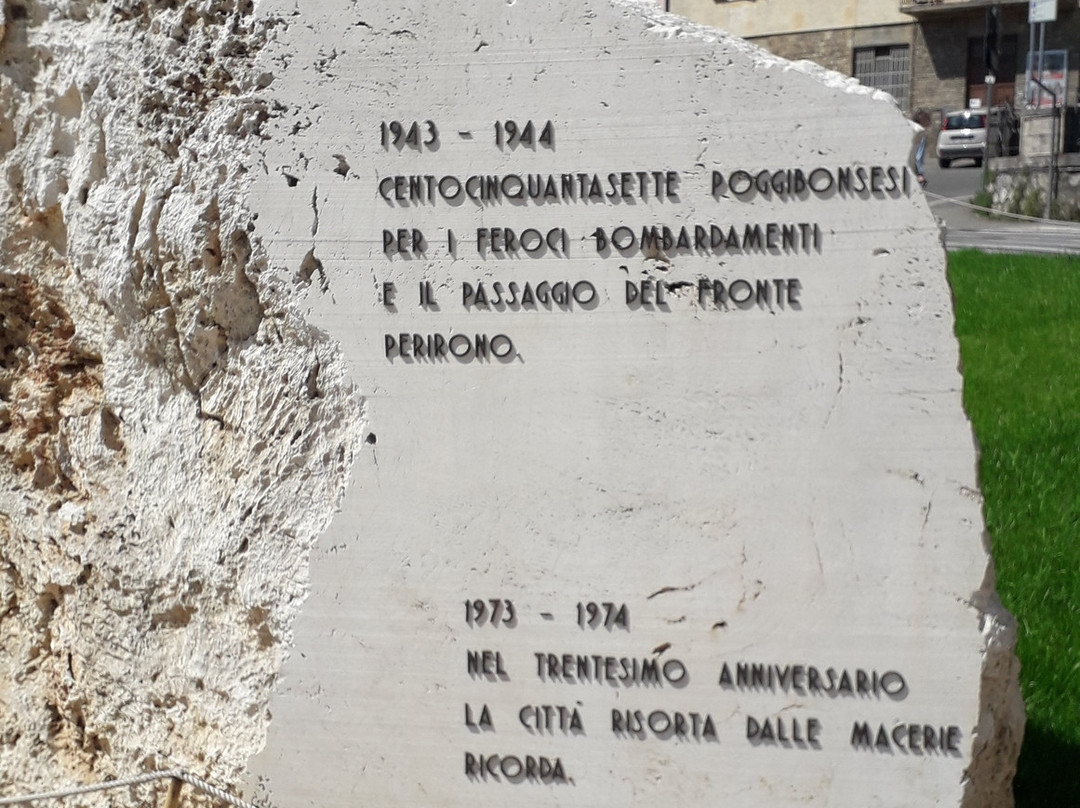 1943 - 1944
CENTOCINQUANTASETTE POGGIBONSESI
PER I FEROCI BOMBARDAMENTI
E IL PASSAGGIO DEL FRONTE
PERIRONO.
1973 - 1974
NEL TRENTESIMO ANNIVERSARIO
LA CITTÀ RISORTA DALLE MACERIE
RICORDA.